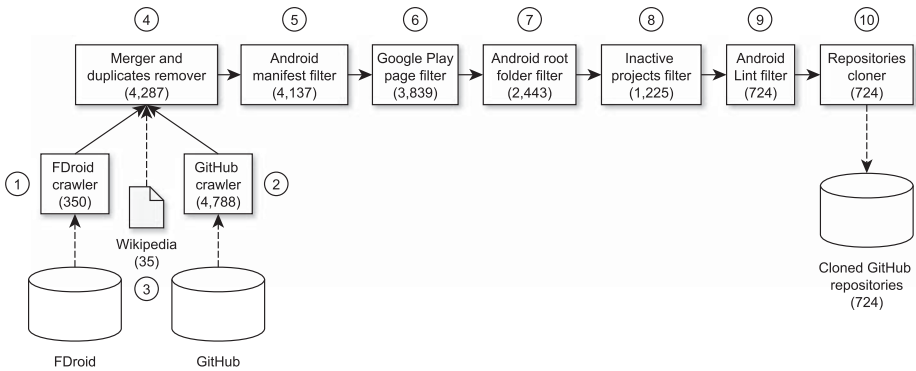 4
5
6
7
8
9
10
Merger and
duplicates remover
(4,287)
Android
manifest filter
(4,137)
Google Play
page filter
(3,839)
Android root
folder filter
(2,443)
Inactive
projects filter
(1,225)
Android
Lint filter
(724)
Repositories
cloner
(724)
1
FDroid
crawler
(350)
GitHub
crawler
(4,788)
2
Wikipedia
(35)
3
FDroid
GitHub
Cloned GitHub
repositories
(724)